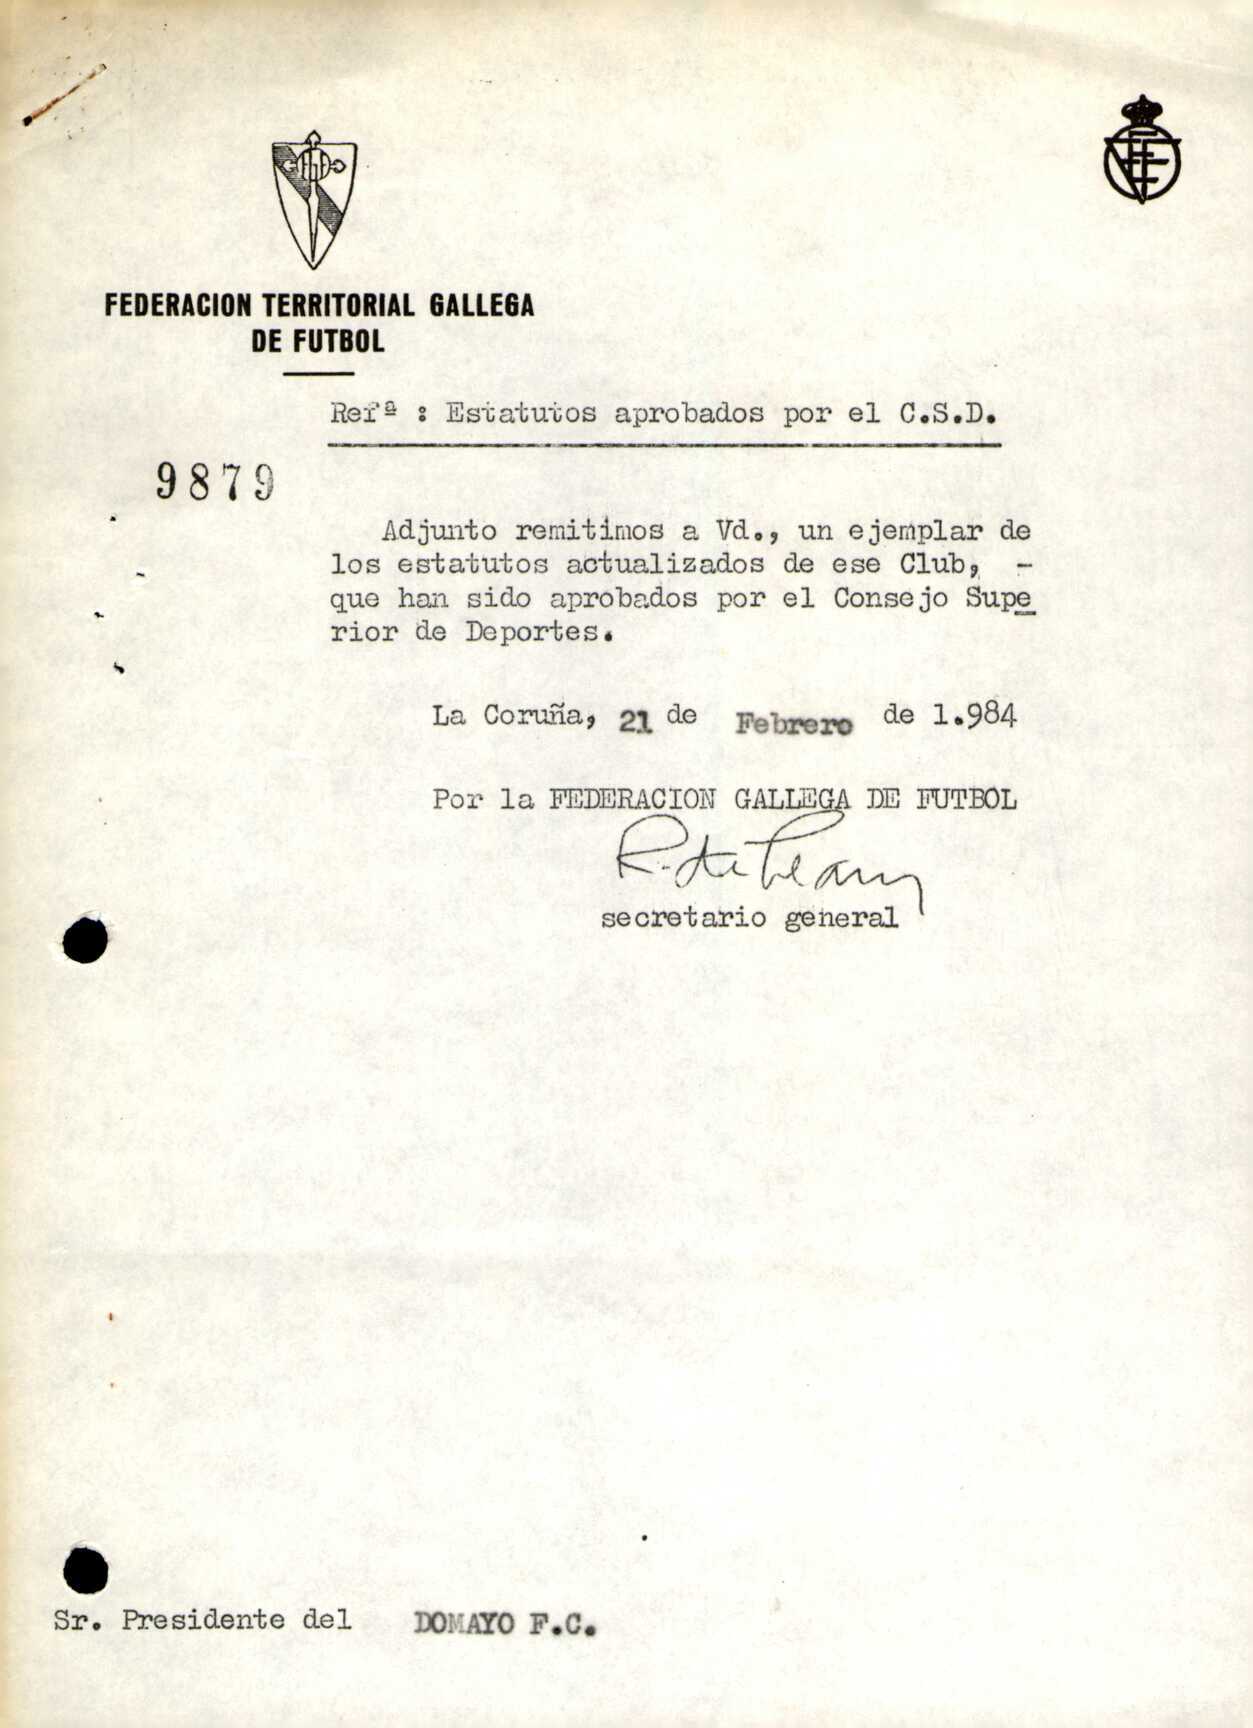 FEDERACION TERRITORIAL GALLEGA
DE FUTBOL
Refª : Estatutos aprobados por el C.S.D.
9879
Adjunto remitimos a Vd., un ejemplar de
los estatutos actualizados de ese Club, -
que han sido aprobados por el Consejo Supe
rior de Deportes.
La Coruña, 21 de Febrero de 1.984
Por la FEDERACION GALLEGA DE FUTBOL
secretario general
Sr. Presidente del DOMAYO F.C.